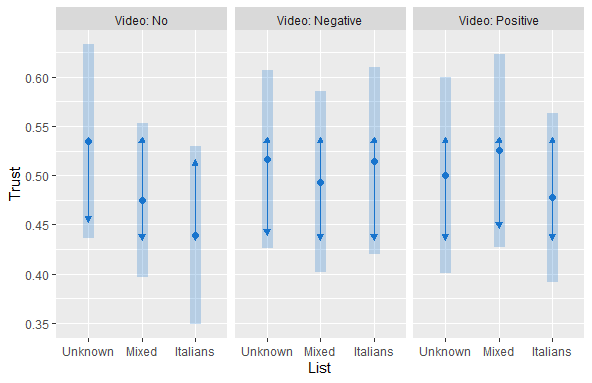 Video: No Video: Negative Video: Positive
0.60
0.55
0.50
0.45
0.40
0.35
Trust
Unknown Mixed Italians Unknown Mixed Italians Unknown Mixed Italians
List